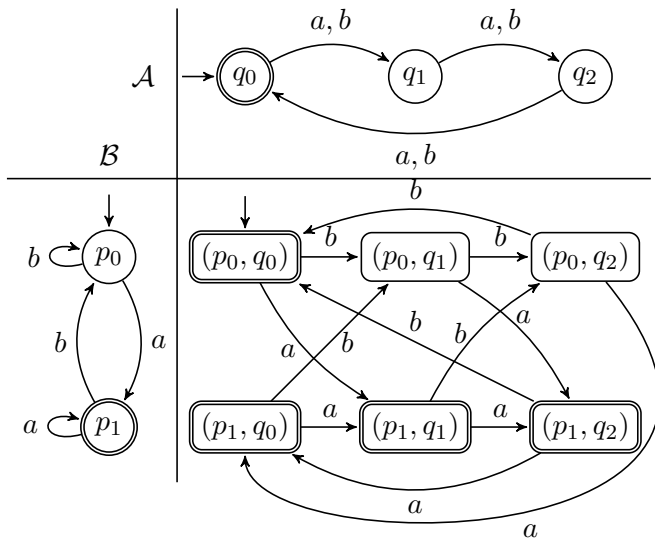 a, b a, b
𝒜 q₀ q₁ q₂
ℬ a, b
b
b p₀ (p₀, q₀) b (p₀, q₁) b (p₀, q₂)
b a a b b b a
a p₁ (p₁, q₀) a (p₁, q₁) a (p₁, q₂)
a
a